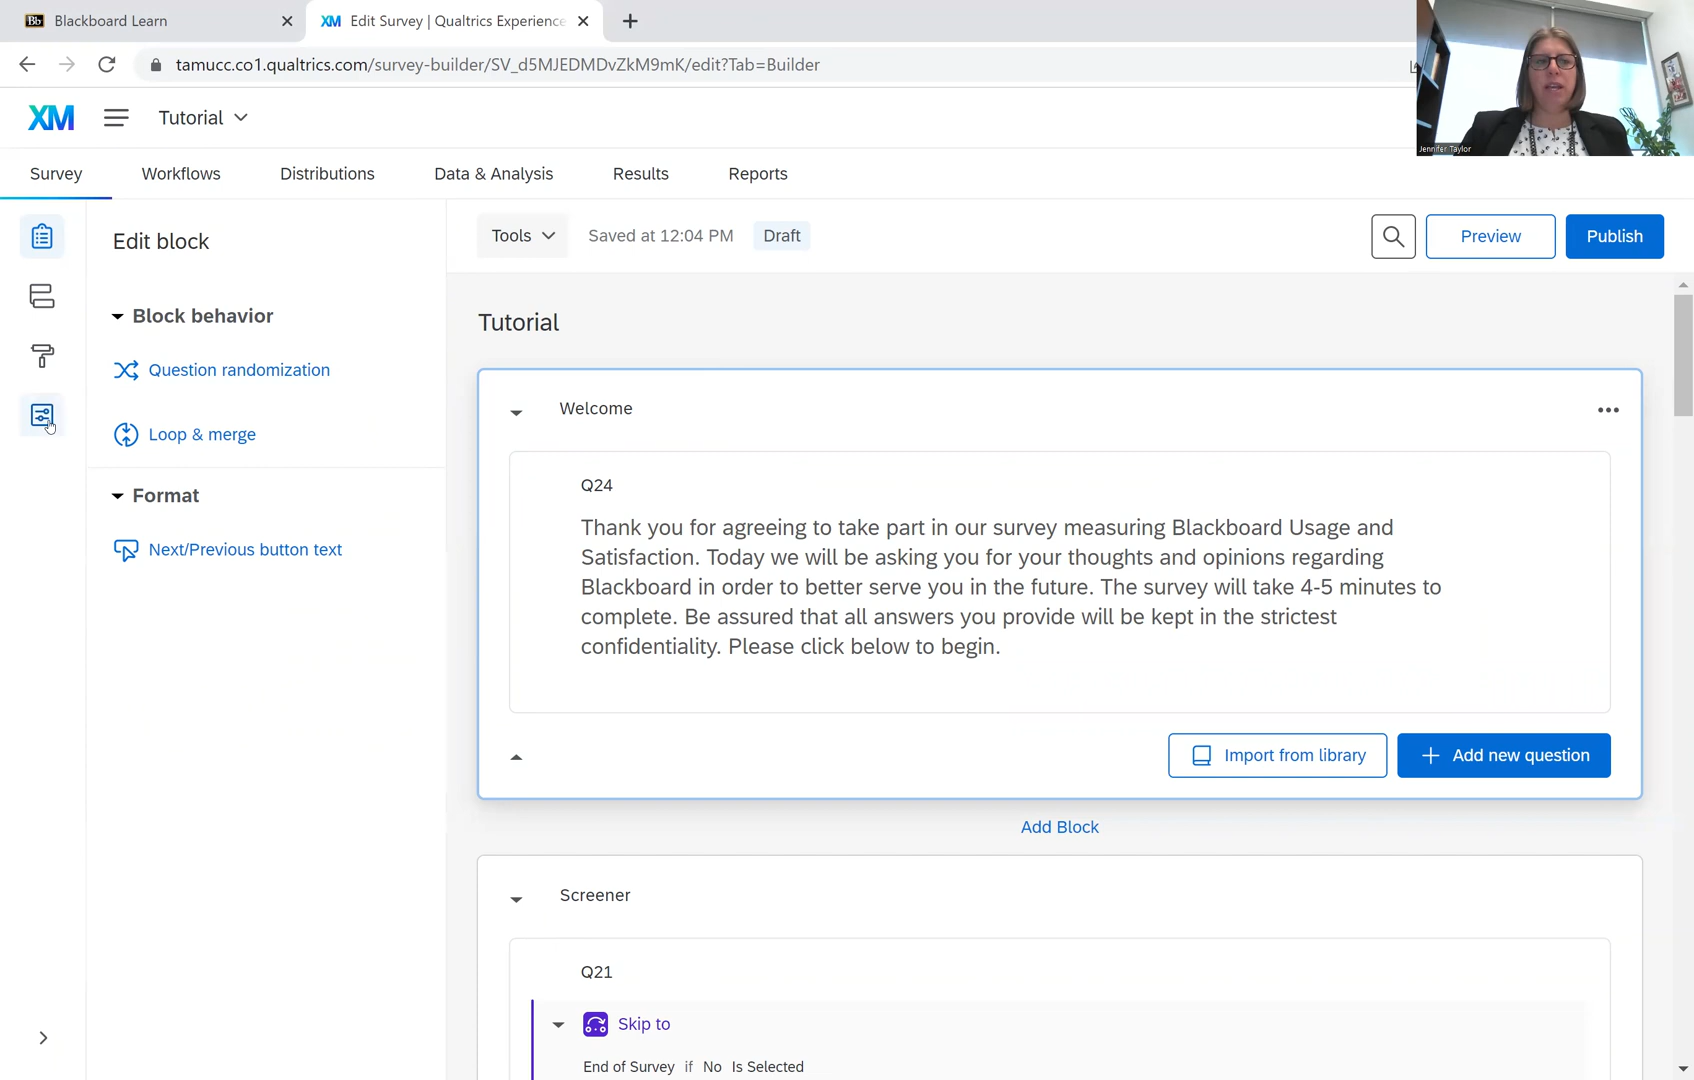 Bb Blackboard Learn
XM Edit Survey | Qualtrics Experience
tamucc.co1.qualtrics.com/survey-builder/SV_d5MJEDMDvZkM9mK/edit?Tab=Builder
XM Tutorial
Survey Workflows Distributions Data & Analysis Results Reports
Jennifer Taylor
Edit block
Block behavior
Question randomization
Loop & merge
Format
Next/Previous button text
Tools Saved at 12:04 PM Draft Preview Publish
Tutorial
Welcome
Q24
Thank you for agreeing to take part in our survey measuring Blackboard Usage and
Satisfaction. Today we will be asking you for your thoughts and opinions regarding
Blackboard in order to better serve you in the future. The survey will take 4-5 minutes to
complete. Be assured that all answers you provide will be kept in the strictest
confidentiality. Please click below to begin.
Import from library Add new question
Add Block
Screener
Q21
Skip to
End of Survey if No Is Selected